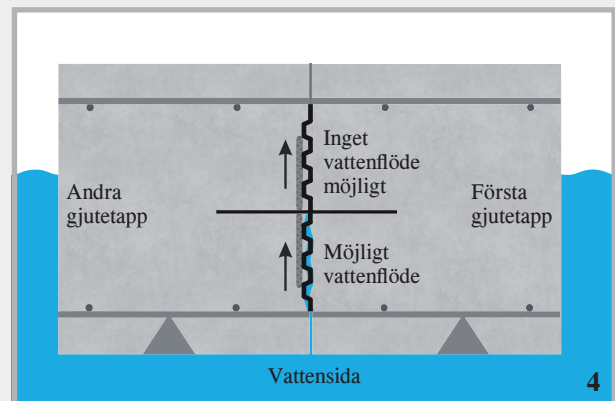 Inget
vattenflöde
möjligt
Andra
gjutetapp
Första
gjutetapp
Möjligt
vattenflöde
Vattensida
4